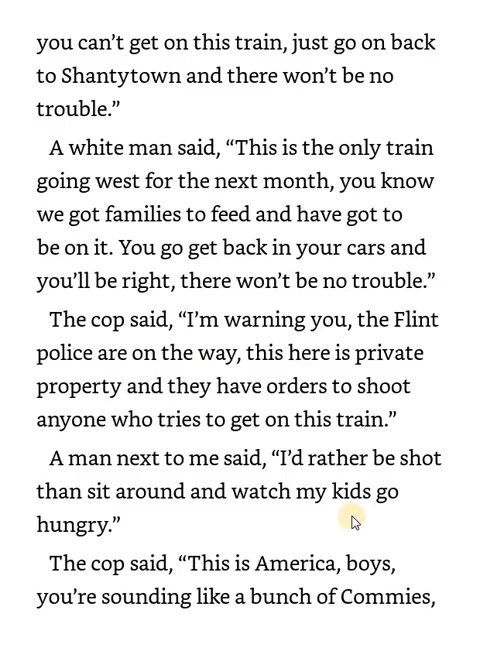 you can’t get on this train, just go on back
to Shantytown and there won’t be no
trouble.”
A white man said, “This is the only train
going west for the next month, you know
we got families to feed and have got to
be on it. You go get back in your cars and
you’ll be right, there won’t be no trouble.”
The cop said, “I’m warning you, the Flint
police are on the way, this here is private
property and they have orders to shoot
anyone who tries to get on this train.”
A man next to me said, “I’d rather be shot
than sit around and watch my kids go
hungry.”
The cop said, “This is America, boys,
you’re sounding like a bunch of Commies,